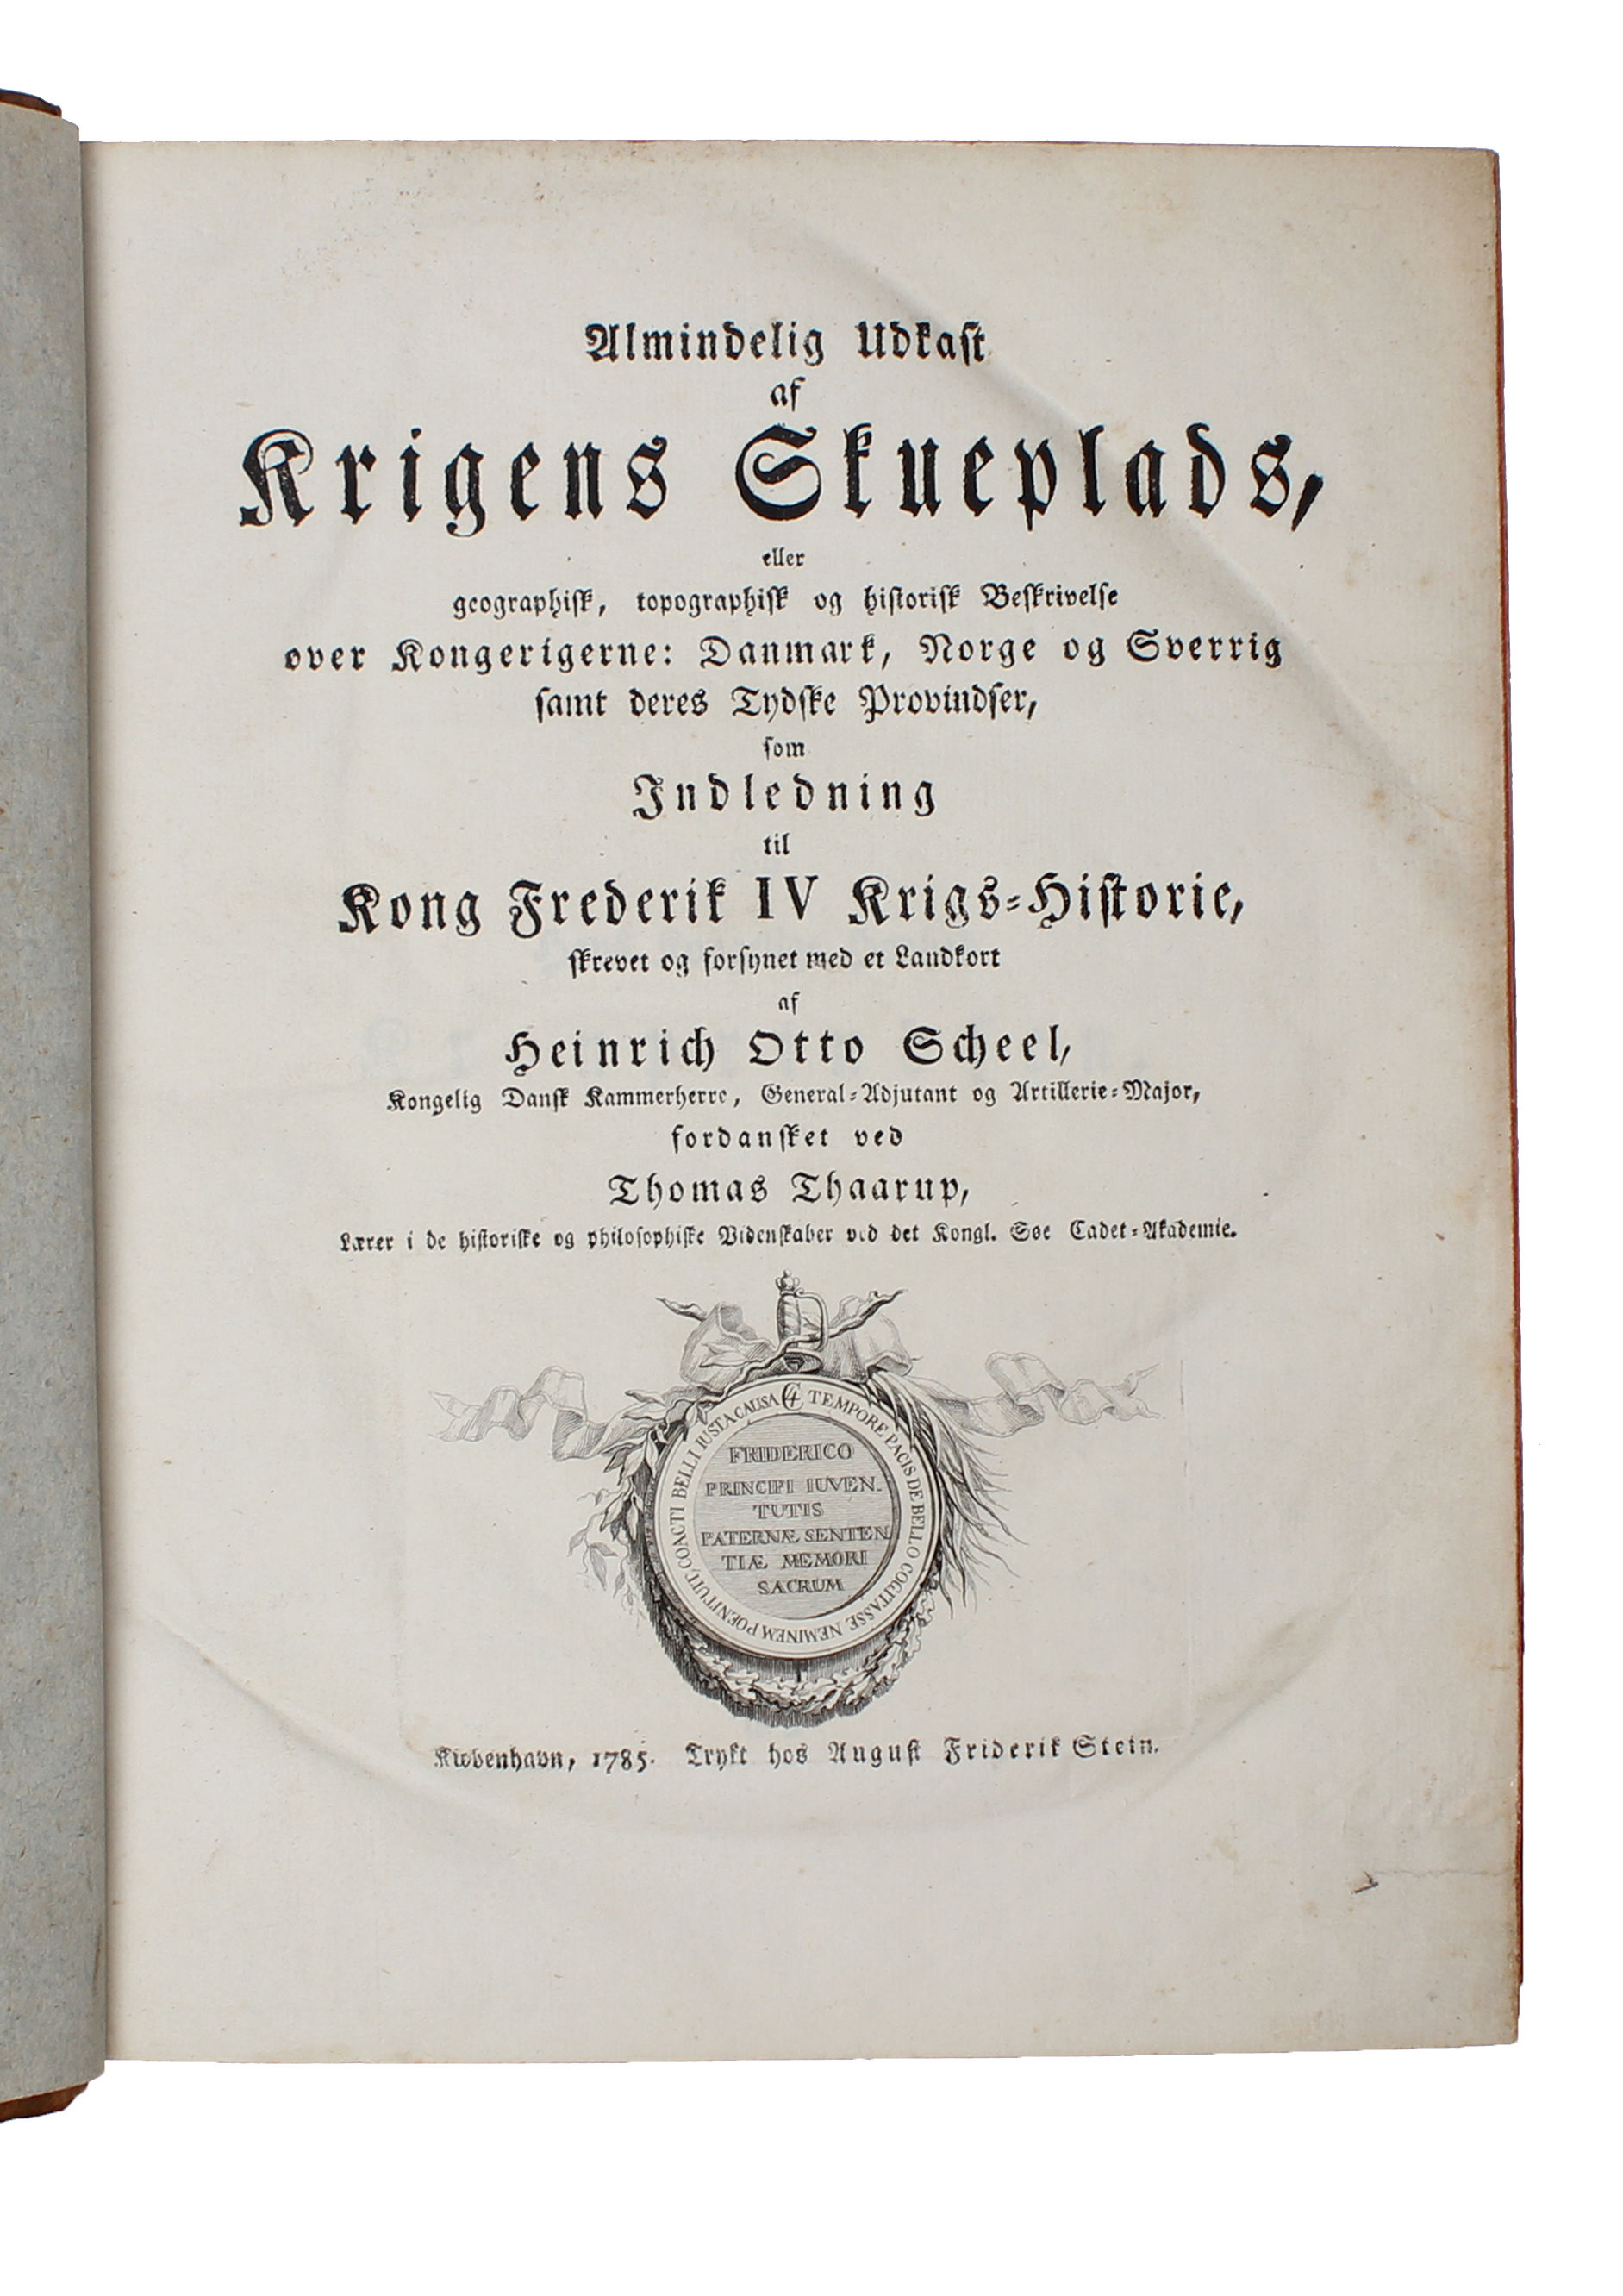 Almindelig Udkast
af
Krigens Skueplads,
eller
geographisk, topographisk og historisk Beskrivelse
over Kongerigerne: Danmark, Norge og Sverrig
samt deres Tydske Provindser,
som
Indledning
til
Kong Frederik IV Krigs-Historie,
skrevet og forsynet med et Landkort
af
Heinrich Otto Scheel,
Kongelig Dansk Kammerherre, General-Adjutant og Artillerie-Major,
fordansket ved
Thomas Thaarup,
Lærer i de historiske og philosophiske Videnskaber ved det Kongl. Søe Cadet-Akademie.
TEMPORE PACIS DE BELLO COGITASSE NEMINEM POENITUIT; COACTI BELLI IUSTA CAUSA
FRIDERICO
PRINCIPI IUVEN-
TUTIS
PATERNÆ SENTEN
TIÆ MEMORI
SACRUM
Kiøbenhavn, 1785. Trykt hos August Friderik Stein.